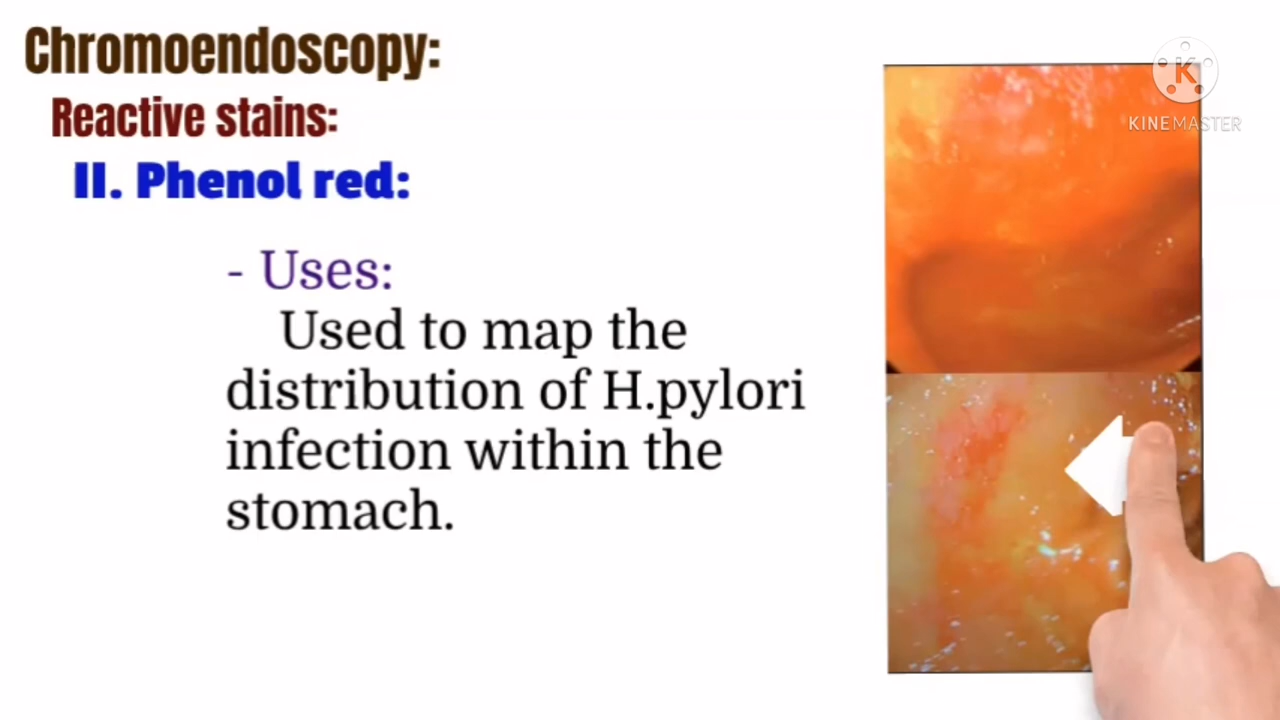 Chromoendoscopy:
Reactive stains:
II. Phenol red:
- Uses:
Used to map the
distribution of H.pylori
infection within the
stomach.
K
KINEMASTER